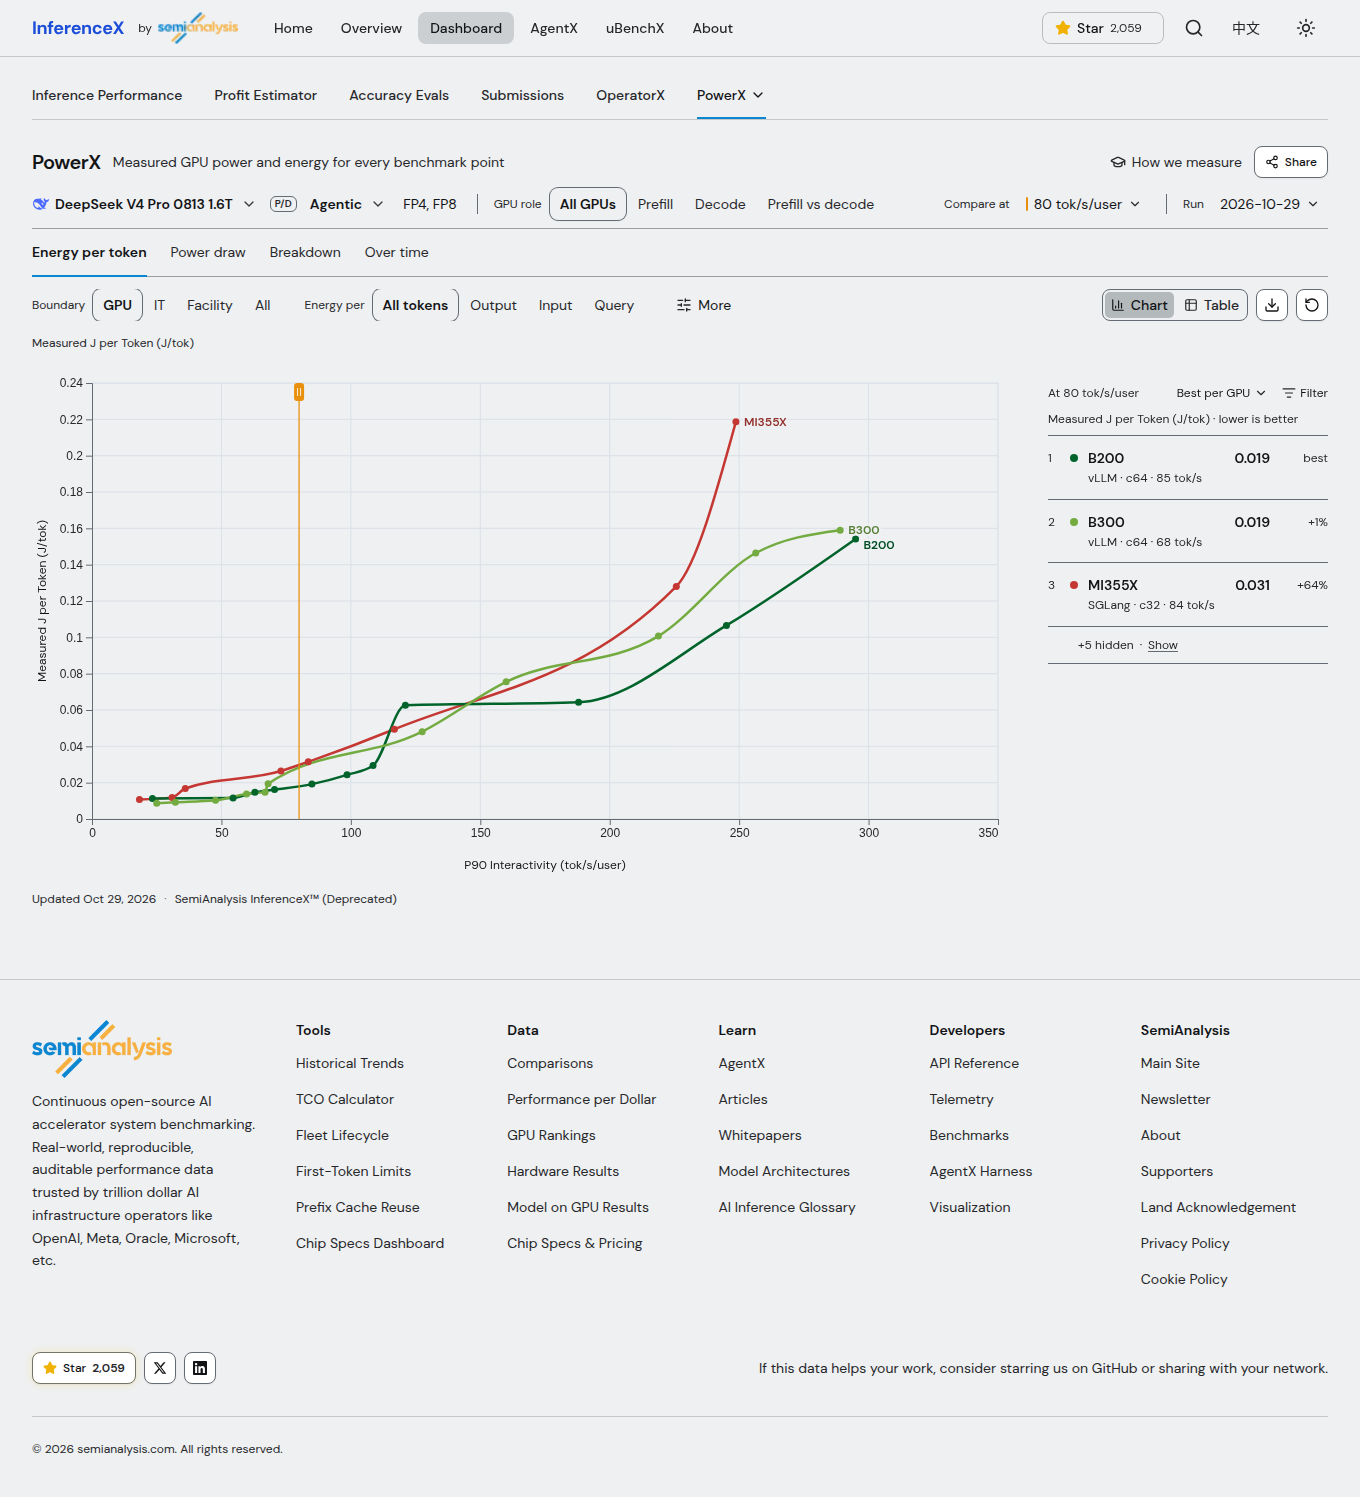 InferenceX by semianalysis Home Overview Dashboard AgentX uBenchX About Star 2,059 中文
Inference Performance Profit Estimator Accuracy Evals Submissions OperatorX PowerX
PowerX Measured GPU power and energy for every benchmark point How we measure Share
DeepSeek V4 Pro 0813 1.6T P/D Agentic FP4, FP8 GPU role All GPUs Prefill Decode Prefill vs decode Compare at 80 tok/s/user Run 2026-10-29
Energy per token Power draw Breakdown Over time
Boundary GPU IT Facility All Energy per All tokens Output Input Query More Chart Table
Measured J per Token (J/tok)
0.24
0.22
0.2
0.18
0.16
0.14
0.12
0.1
0.08
0.06
0.04
0.02
0
Measured J per Token (J/tok)
MI355X
B300
B200
0 50 100 150 200 250 300 350
P90 Interactivity (tok/s/user)
At 80 tok/s/user Best per GPU Filter
Measured J per Token (J/tok) · lower is better
1 B200 0.019 best
vLLM · c64 · 85 tok/s
2 B300 0.019 +1%
vLLM · c64 · 68 tok/s
3 MI355X 0.031 +64%
SGLang · c32 · 84 tok/s
+5 hidden · Show
Updated Oct 29, 2026 · SemiAnalysis InferenceX™ (Deprecated)
semianalysis
Continuous open-source AI
accelerator system benchmarking.
Real-world, reproducible,
auditable performance data
trusted by trillion dollar AI
infrastructure operators like
OpenAI, Meta, Oracle, Microsoft,
etc.
Tools
Historical Trends
TCO Calculator
Fleet Lifecycle
First-Token Limits
Prefix Cache Reuse
Chip Specs Dashboard
Data
Comparisons
Performance per Dollar
GPU Rankings
Hardware Results
Model on GPU Results
Chip Specs & Pricing
Learn
AgentX
Articles
Whitepapers
Model Architectures
AI Inference Glossary
Developers
API Reference
Telemetry
Benchmarks
AgentX Harness
Visualization
SemiAnalysis
Main Site
Newsletter
About
Supporters
Land Acknowledgement
Privacy Policy
Cookie Policy
Star 2,059
If this data helps your work, consider starring us on GitHub or sharing with your network.
© 2026 semianalysis.com. All rights reserved.